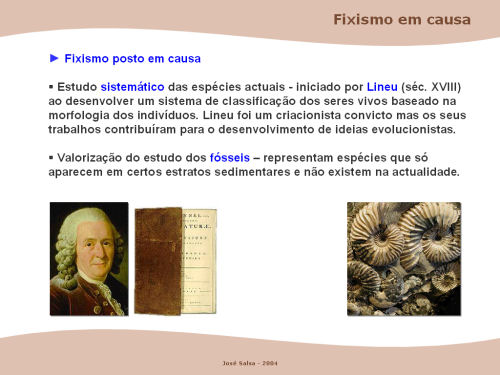 Fixismo em causa
► Fixismo posto em causa
▪ Estudo sistemático das espécies actuais - iniciado por Lineu (séc. XVIII)
ao desenvolver um sistema de classificação dos seres vivos baseado na
morfologia dos indivíduos. Lineu foi um criacionista convicto mas os seus
trabalhos contribuíram para o desenvolvimento de ideias evolucionistas.
▪ Valorização do estudo dos fósseis – representam espécies que só
aparecem em certos estratos sedimentares e não existem na actualidade.
José Salsa - 2004